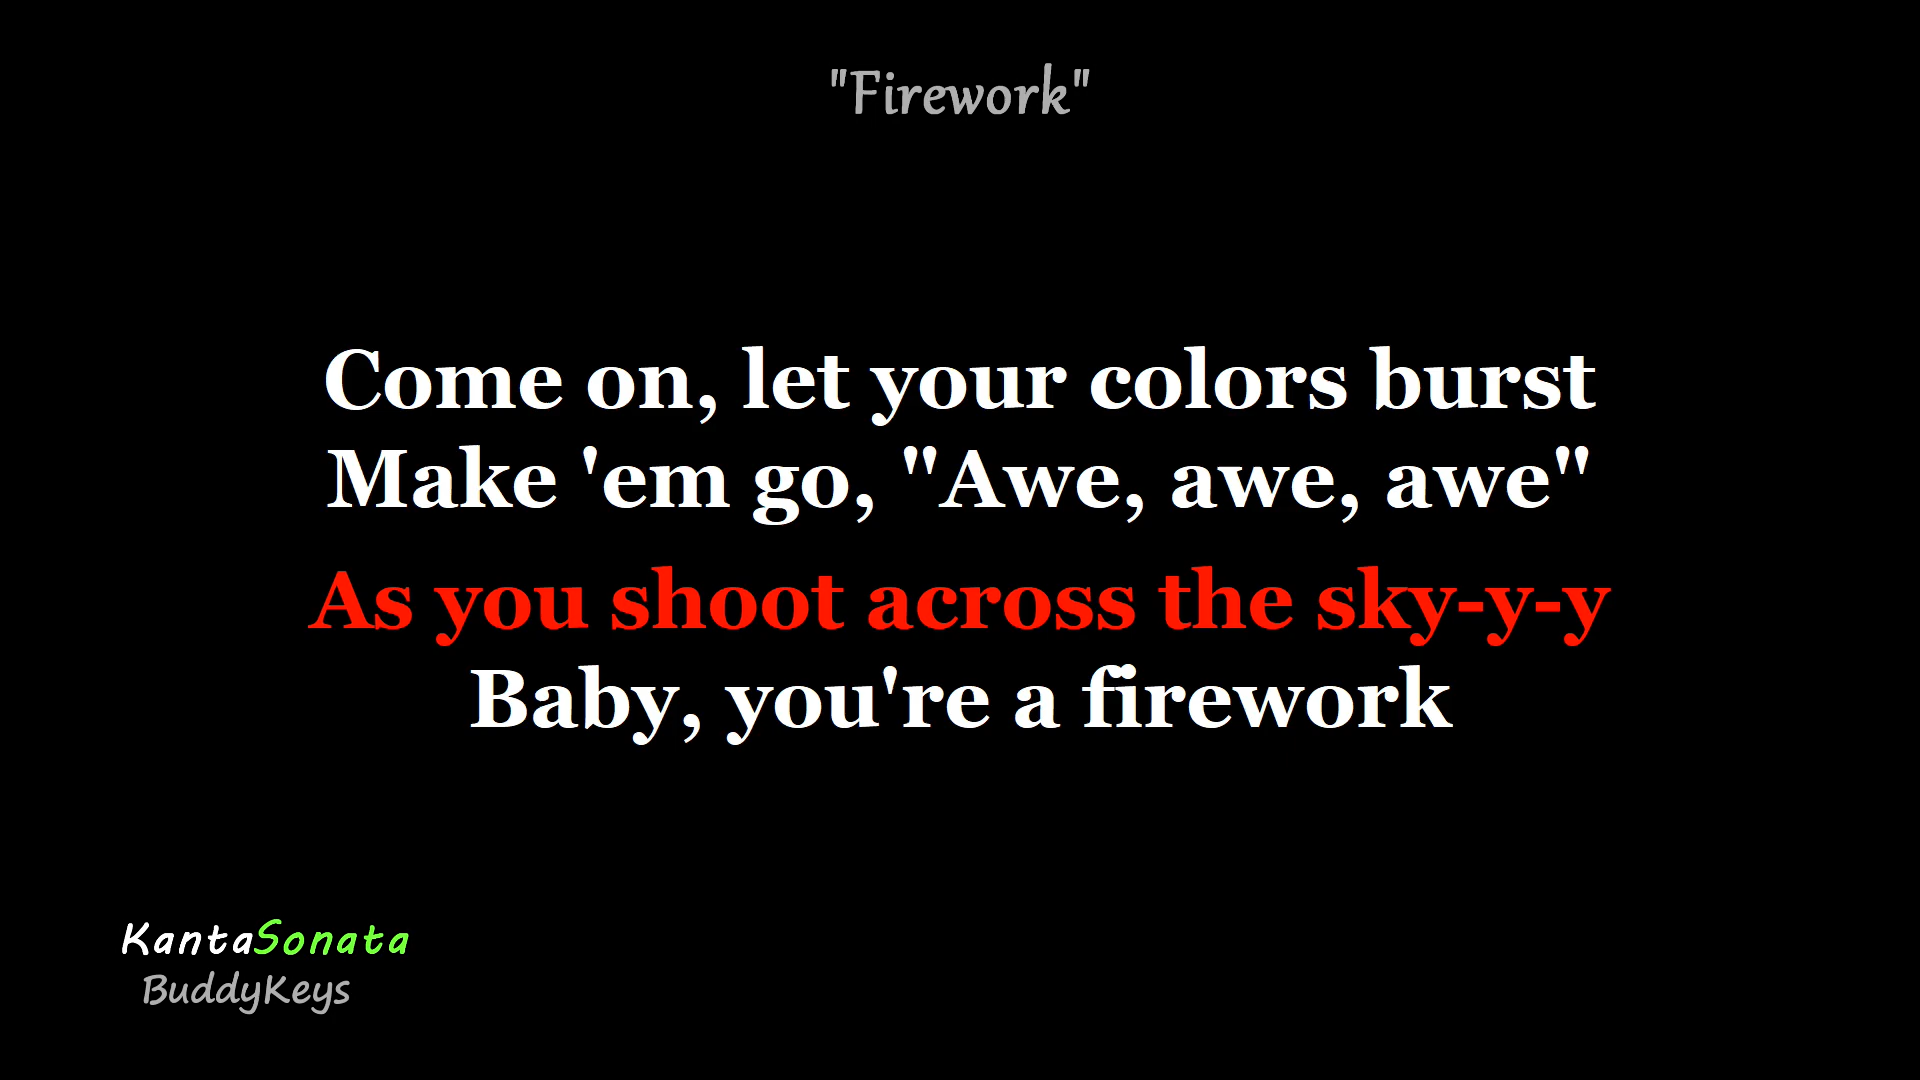 "Firework"
Come on, let your colors burst
Make 'em go, "Awe, awe, awe"
As you shoot across the sky-y-y
Baby, you're a firework
KantaSonata
BuddyKeys